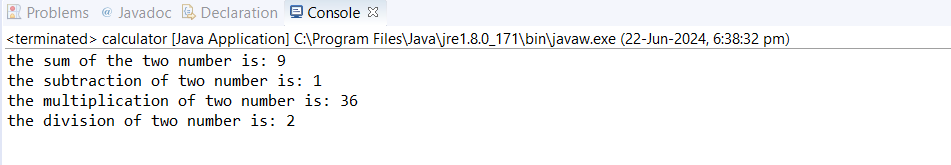 Problems @ Javadoc Declaration Console
<terminated> calculator [Java Application] C:\Program Files\Java\jre1.8.0_171\bin\javaw.exe (22-Jun-2024, 6:38:32 pm)
the sum of the two number is: 9
the subtraction of two number is: 1
the multiplication of two number is: 36
the division of two number is: 2